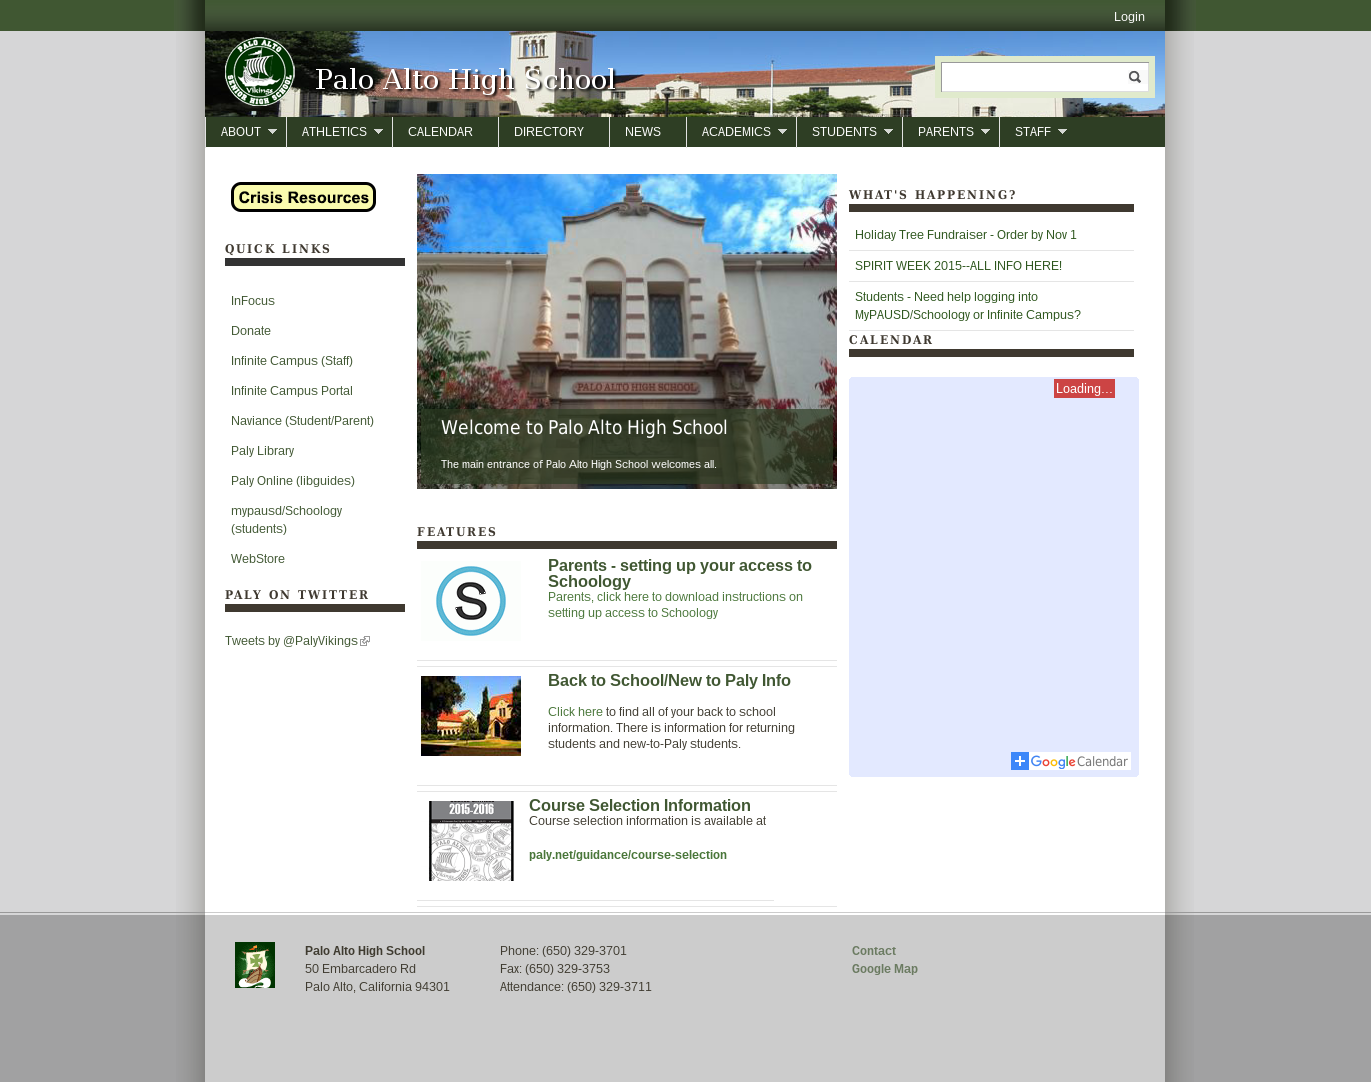 Login
PALO ALTO
SENIOR HIGH SCHOOL
Vikings
Palo Alto High School
ABOUT ATHLETICS CALENDAR DIRECTORY NEWS ACADEMICS STUDENTS PARENTS STAFF
Crisis Resources
QUICK LINKS
InFocus
Donate
Infinite Campus (Staff)
Infinite Campus Portal
Naviance (Student/Parent)
Paly Library
Paly Online (libguides)
mypausd/Schoology
(students)
WebStore
PALY ON TWITTER
Tweets by @PalyVikings
PALO ALTO HIGH SCHOOL
Welcome to Palo Alto High School
The main entrance of Palo Alto High School welcomes all.
FEATURES
S
Parents - setting up your access to
Schoology
Parents, click here to download instructions on
setting up access to Schoology
Back to School/New to Paly Info
Click here to find all of your back to school
information. There is information for returning
students and new-to-Paly students.
2015-2016
Course Selection Information
Course selection information is available at
paly.net/guidance/course-selection
WHAT'S HAPPENING?
Holiday Tree Fundraiser - Order by Nov 1
SPIRIT WEEK 2015--ALL INFO HERE!
Students - Need help logging into
MyPAUSD/Schoology or Infinite Campus?
CALENDAR
Loading...
Google Calendar
Palo Alto High School
50 Embarcadero Rd
Palo Alto, California 94301
Phone: (650) 329-3701
Fax: (650) 329-3753
Attendance: (650) 329-3711
Contact
Google Map